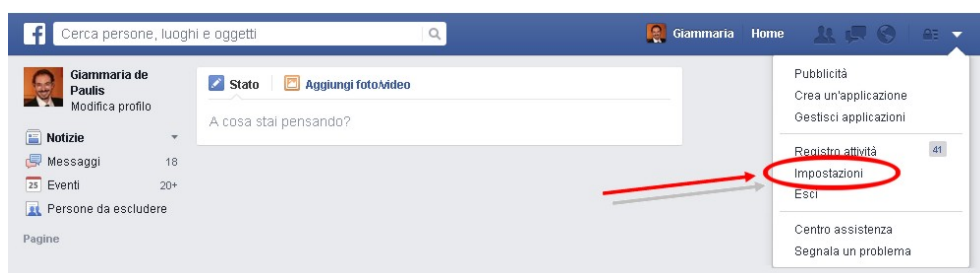 f
Cerca persone, luoghi e oggetti
Giammaria Home
Giammaria de
Paulis
Modifica profilo
Notizie
Messaggi 18
25 Eventi 20+
Persone da escludere
Pagine
Stato Aggiungi foto/video
A cosa stai pensando?
Pubblicità
Crea un'applicazione
Gestisci applicazioni
Registro attività 41
Impostazioni
Esci
Centro assistenza
Segnala un problema